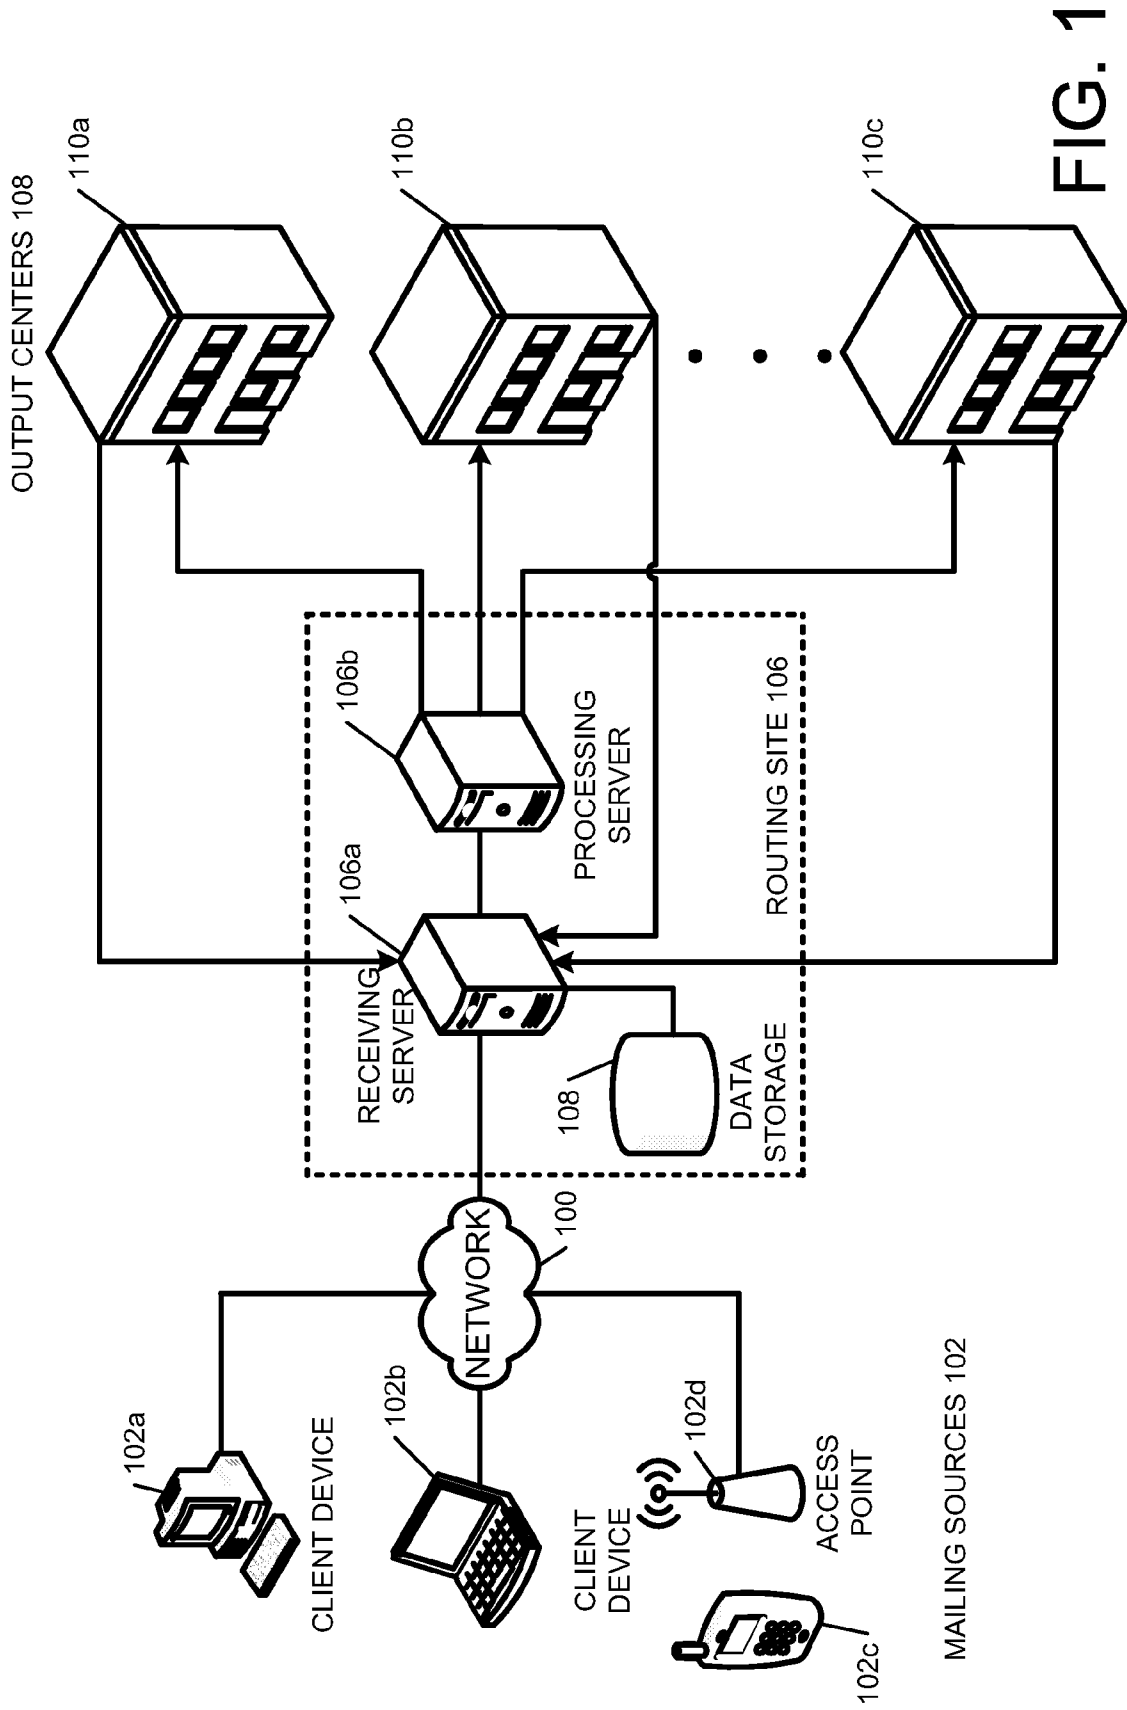 OUTPUT CENTERS 108
110a
110b
110c
106b
PROCESSING
SERVER
ROUTING SITE 106
106a
RECEIVING
SERVER
108
DATA
STORAGE
NETWORK
100
102a
CLIENT DEVICE
102b
CLIENT
DEVICE
102d
ACCESS
POINT
102c
MAILING SOURCES 102
FIG. 1